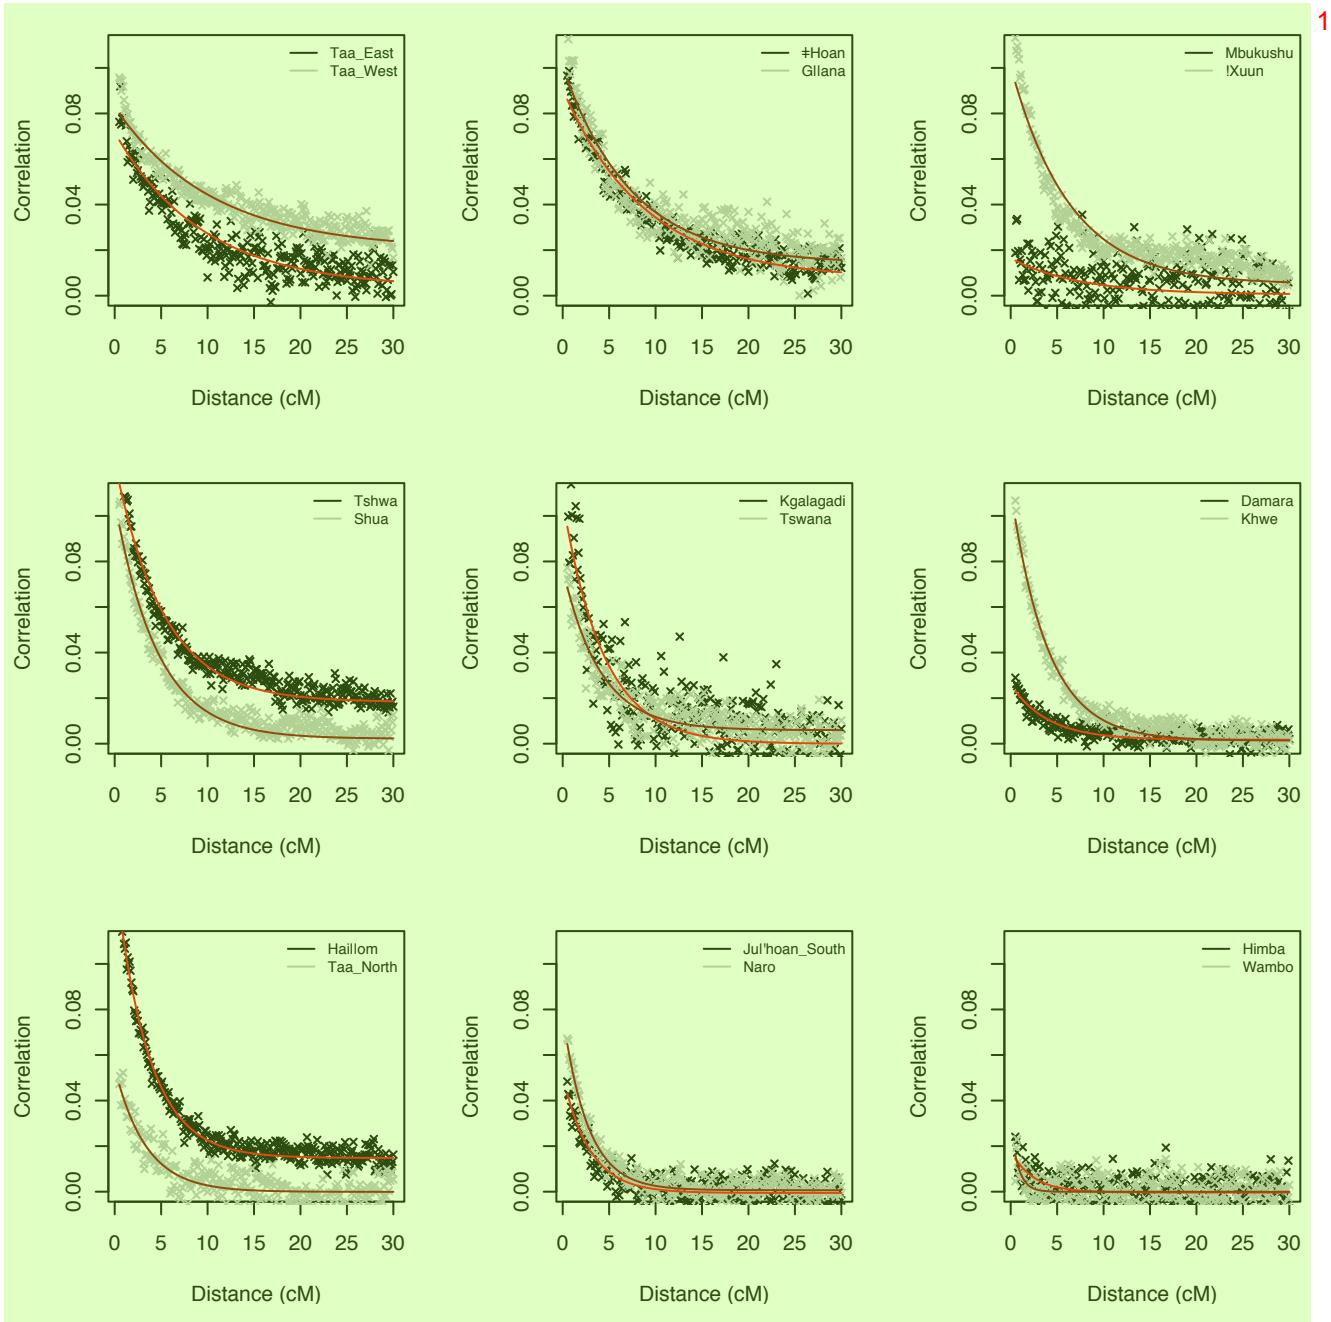 1
Taa_East
Taa_West
Correlation
0.00 0.04 0.08
0 5 10 15 20 25 30
Distance (cM)
ǂHoan
GIIana
Correlation
0.00 0.04 0.08
0 5 10 15 20 25 30
Distance (cM)
Mbukushu
!Xuun
Correlation
0.00 0.04 0.08
0 5 10 15 20 25 30
Distance (cM)
Tshwa
Shua
Correlation
0.00 0.04 0.08
0 5 10 15 20 25 30
Distance (cM)
Kgalagadi
Tswana
Correlation
0.00 0.04 0.08
0 5 10 15 20 25 30
Distance (cM)
Damara
Khwe
Correlation
0.00 0.04 0.08
0 5 10 15 20 25 30
Distance (cM)
HaiIIom
Taa_North
Correlation
0.00 0.04 0.08
0 5 10 15 20 25 30
Distance (cM)
JuI'hoan_South
Naro
Correlation
0.00 0.04 0.08
0 5 10 15 20 25 30
Distance (cM)
Himba
Wambo
Correlation
0.00 0.04 0.08
0 5 10 15 20 25 30
Distance (cM)